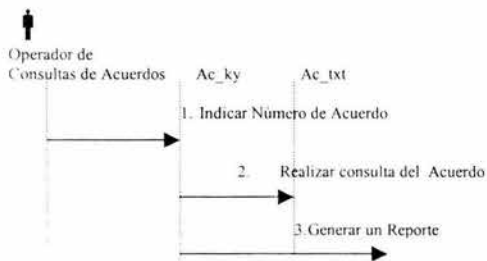 Operador de
Consultas de Acuerdos Ac_ky Ac_txt
1. Indicar Número de Acuerdo
2. Realizar consulta del Acuerdo
3.Generar un Reporte